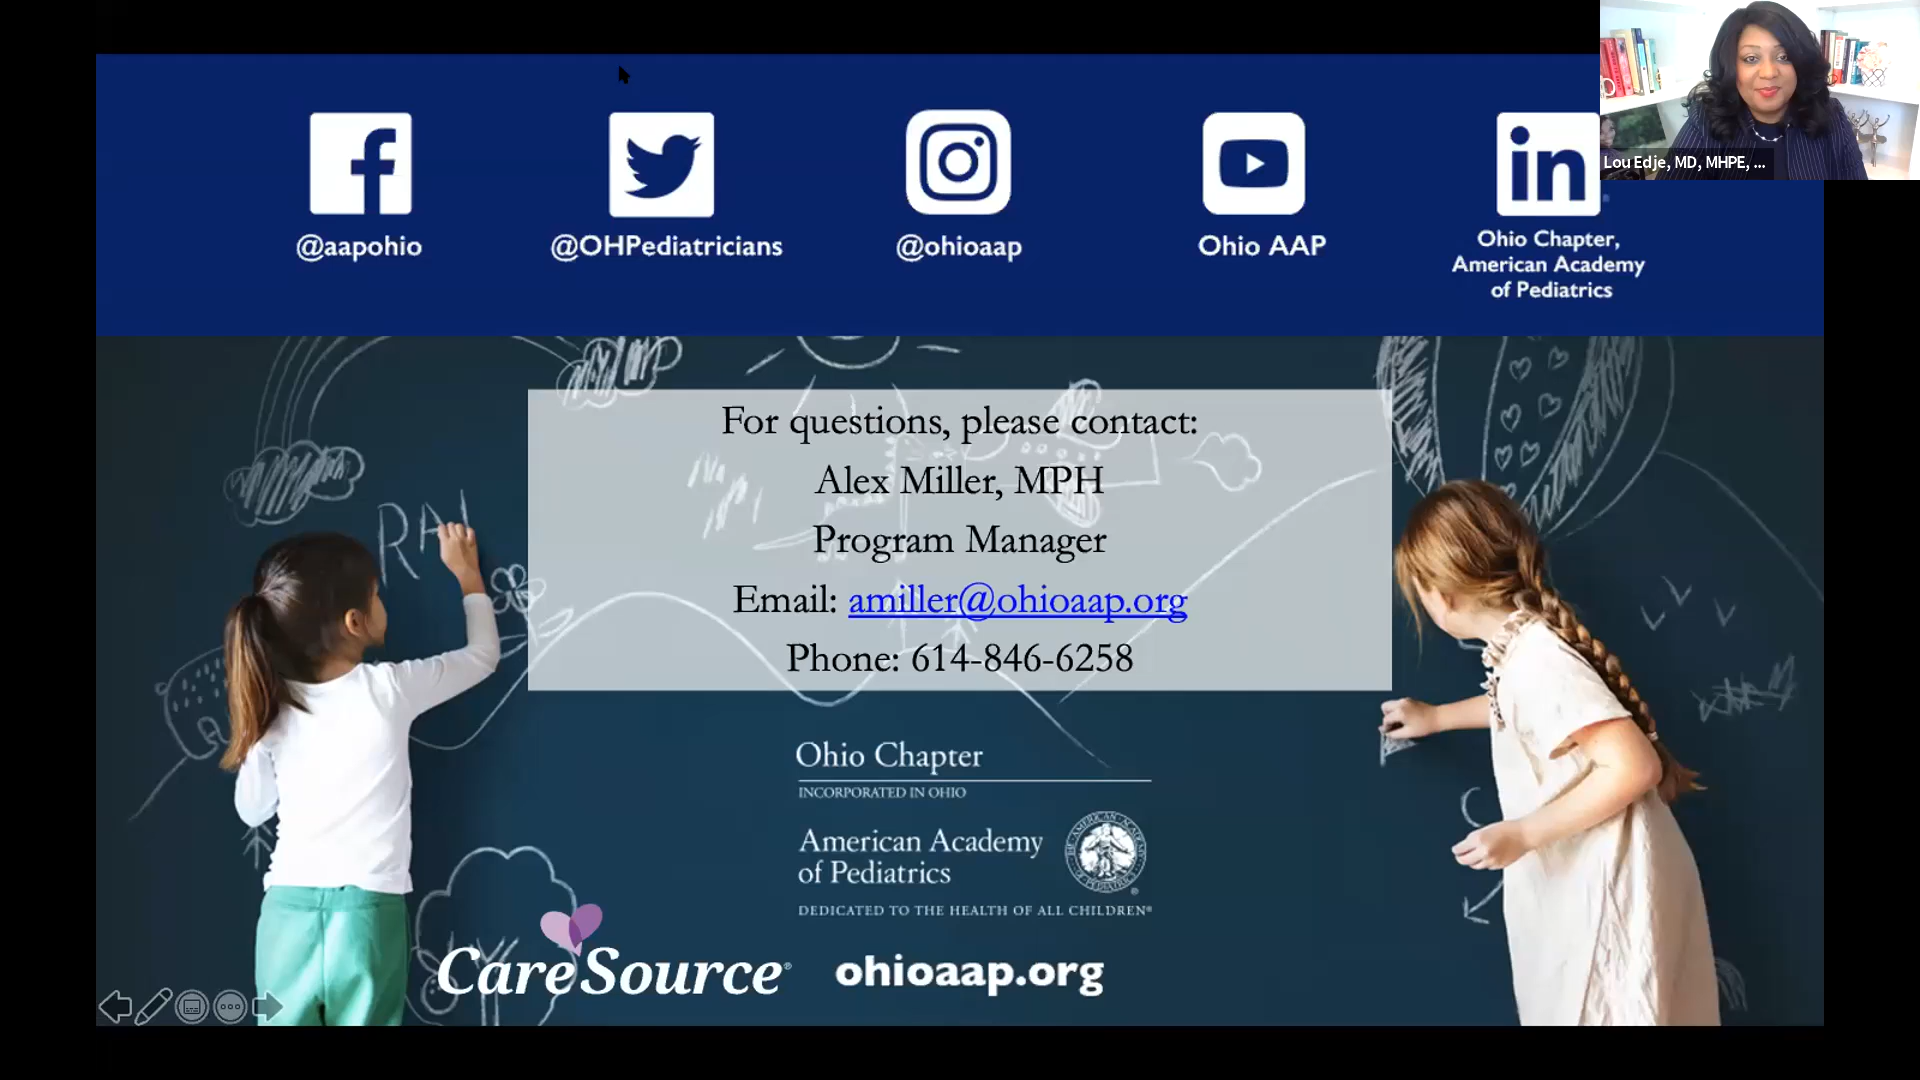 Lou Edje, MD, MHPE, ...
@aapohio
@OHPediatricians
@ohioaap
Ohio AAP
in
Ohio Chapter,
American Academy
of Pediatrics
For questions, please contact:
Alex Miller, MPH
Program Manager
Email: amiller@ohioaap.org
Phone: 614-846-6258
RAI
Ohio Chapter
INCORPORATED IN OHIO
American Academy
of Pediatrics
DEDICATED TO THE HEALTH OF ALL CHILDREN®
CareSource®
ohioaap.org